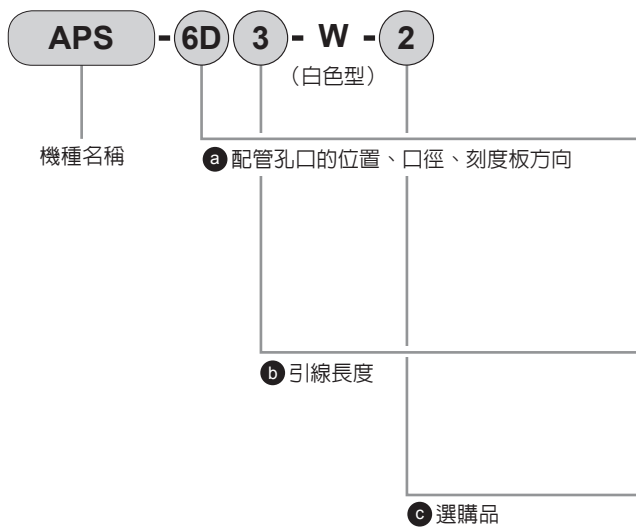 APS - 6D 3 - W - 2
（白色型）
機種名稱
a 配管孔口的位置、口徑、刻度板方向
b 引線長度
c 選購品